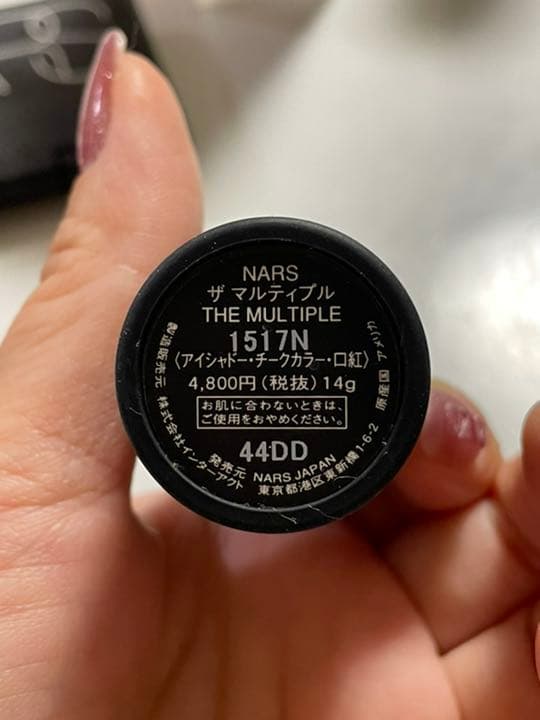 NARS
ザ マルティプル
THE MULTIPLE
1517N
〈アイシャドー・チークカラー・口紅〉
4,800円(税抜)14g
お肌に合わないときは、
ご使用をおやめください。
44DD
製造販売元 株式会社インターアクト
発売元 NARS JAPAN
東京都港区東新橋1-6-2
原産国 アメリカ